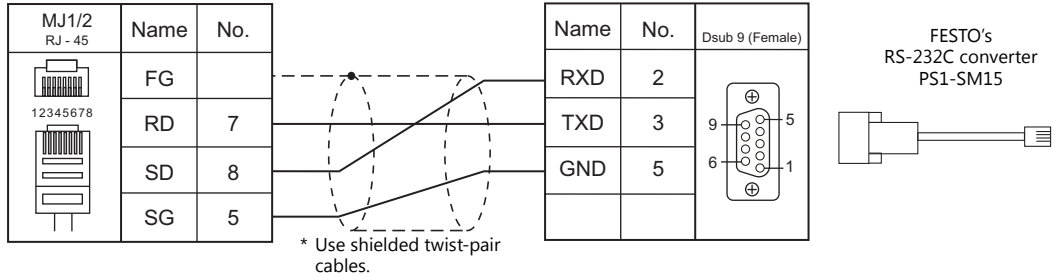 MJ1/2
RJ - 45
Name
No.
12345678
FG
RD 7
SD 8
SG 5
* Use shielded twist-pair
cables.
Name
No.
Dsub 9 (Female)
RXD 2
TXD 3
GND 5
9
5
6
1
FESTO's
RS-232C converter
PS1-SM15